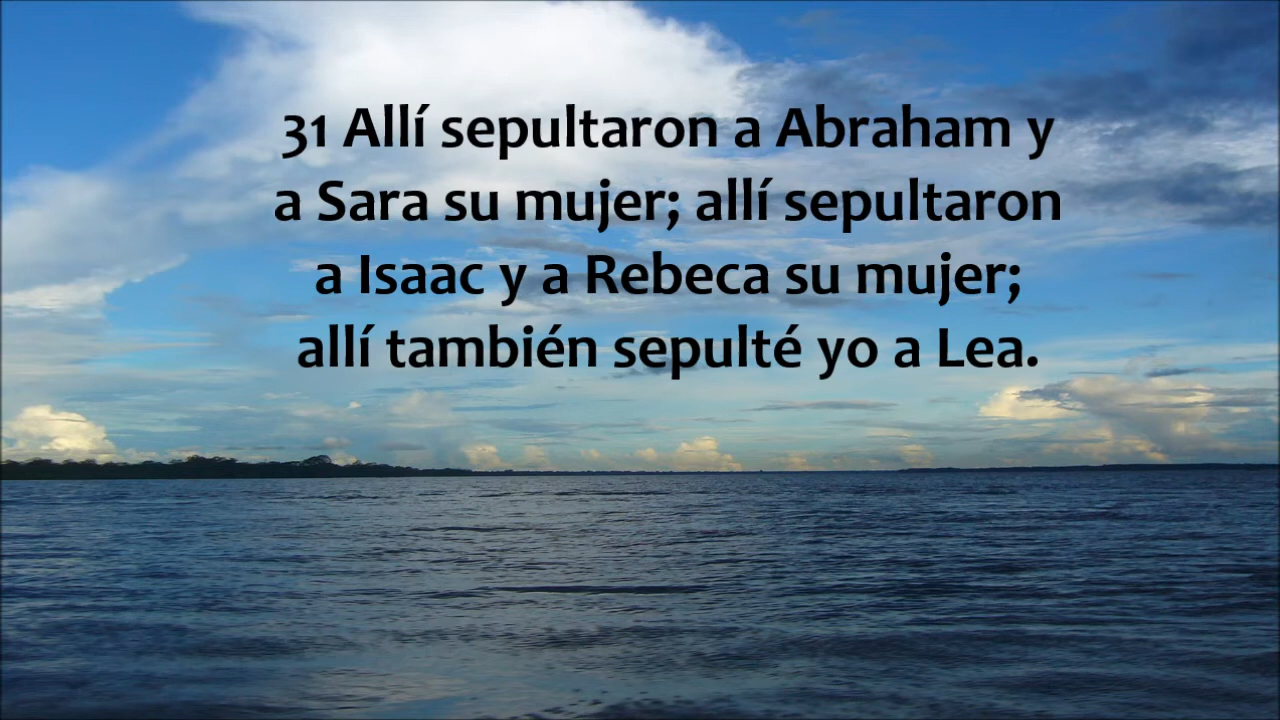 31 Allí sepultaron a Abraham y
a Sara su mujer; allí sepultaron
a Isaac y a Rebeca su mujer;
allí también sepulté yo a Lea.